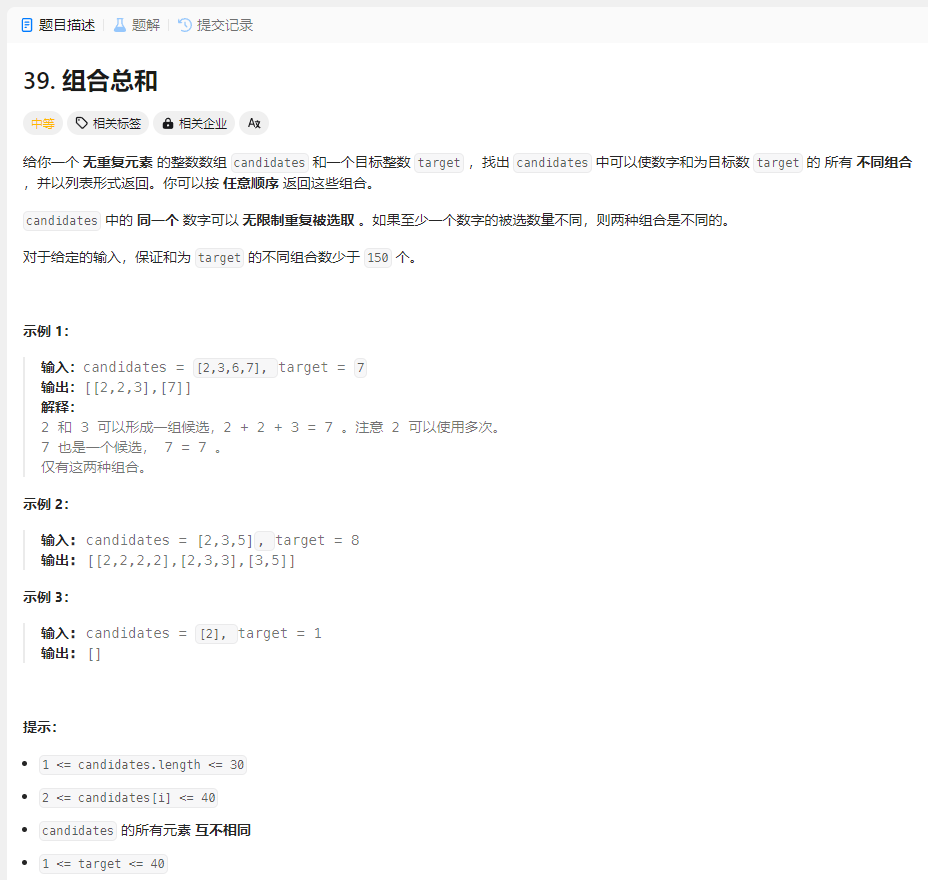 题目描述 题解 提交记录
39. 组合总和
中等 相关标签 相关企业 Aあ
给你一个 无重复元素 的整数数组 candidates 和一个目标整数 target ，找出 candidates 中可以使数字和为目标数 target 的 所有 不同组合
，并以列表形式返回。你可以按 任意顺序 返回这些组合。
candidates 中的 同一个 数字可以 无限制重复被选取 。如果至少一个数字的被选数量不同，则两种组合是不同的。
对于给定的输入，保证和为 target 的不同组合数少于 150 个。
示例 1：
输入：candidates = [2,3,6,7], target = 7
输出：[[2,2,3],[7]]
解释：
2 和 3 可以形成一组候选，2 + 2 + 3 = 7 。注意 2 可以使用多次。
7 也是一个候选， 7 = 7 。
仅有这两种组合。
示例 2：
输入：candidates = [2,3,5], target = 8
输出：[[2,2,2,2],[2,3,3],[3,5]]
示例 3：
输入：candidates = [2], target = 1
输出：[]
提示：
1 <= candidates.length <= 30
2 <= candidates[i] <= 40
candidates 的所有元素 互不相同
1 <= target <= 40